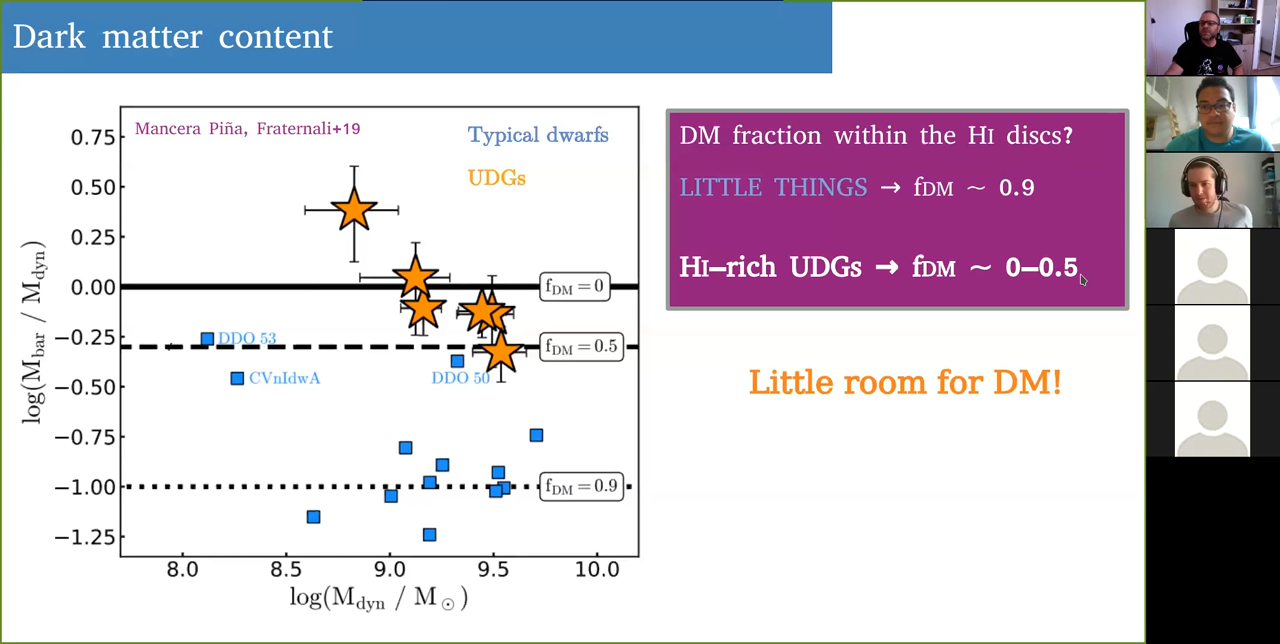 Dark matter content
Mancera Piña, Fraternali+19
Typical dwarfs
UDGs
0.75
0.50
0.25
0.00
−0.25
−0.50
−0.75
−1.00
−1.25
log(M_bar / M_dyn)
f_DM = 0
f_DM = 0.5
f_DM = 0.9
DDO 53
CVnIdwA
DDO 50
8.0 8.5 9.0 9.5 10.0
log(M_dyn / M_⊙)
DM fraction within the HI discs?
LITTLE THINGS → fDM ~ 0.9
HI–rich UDGs → fDM ~ 0–0.5
Little room for DM!